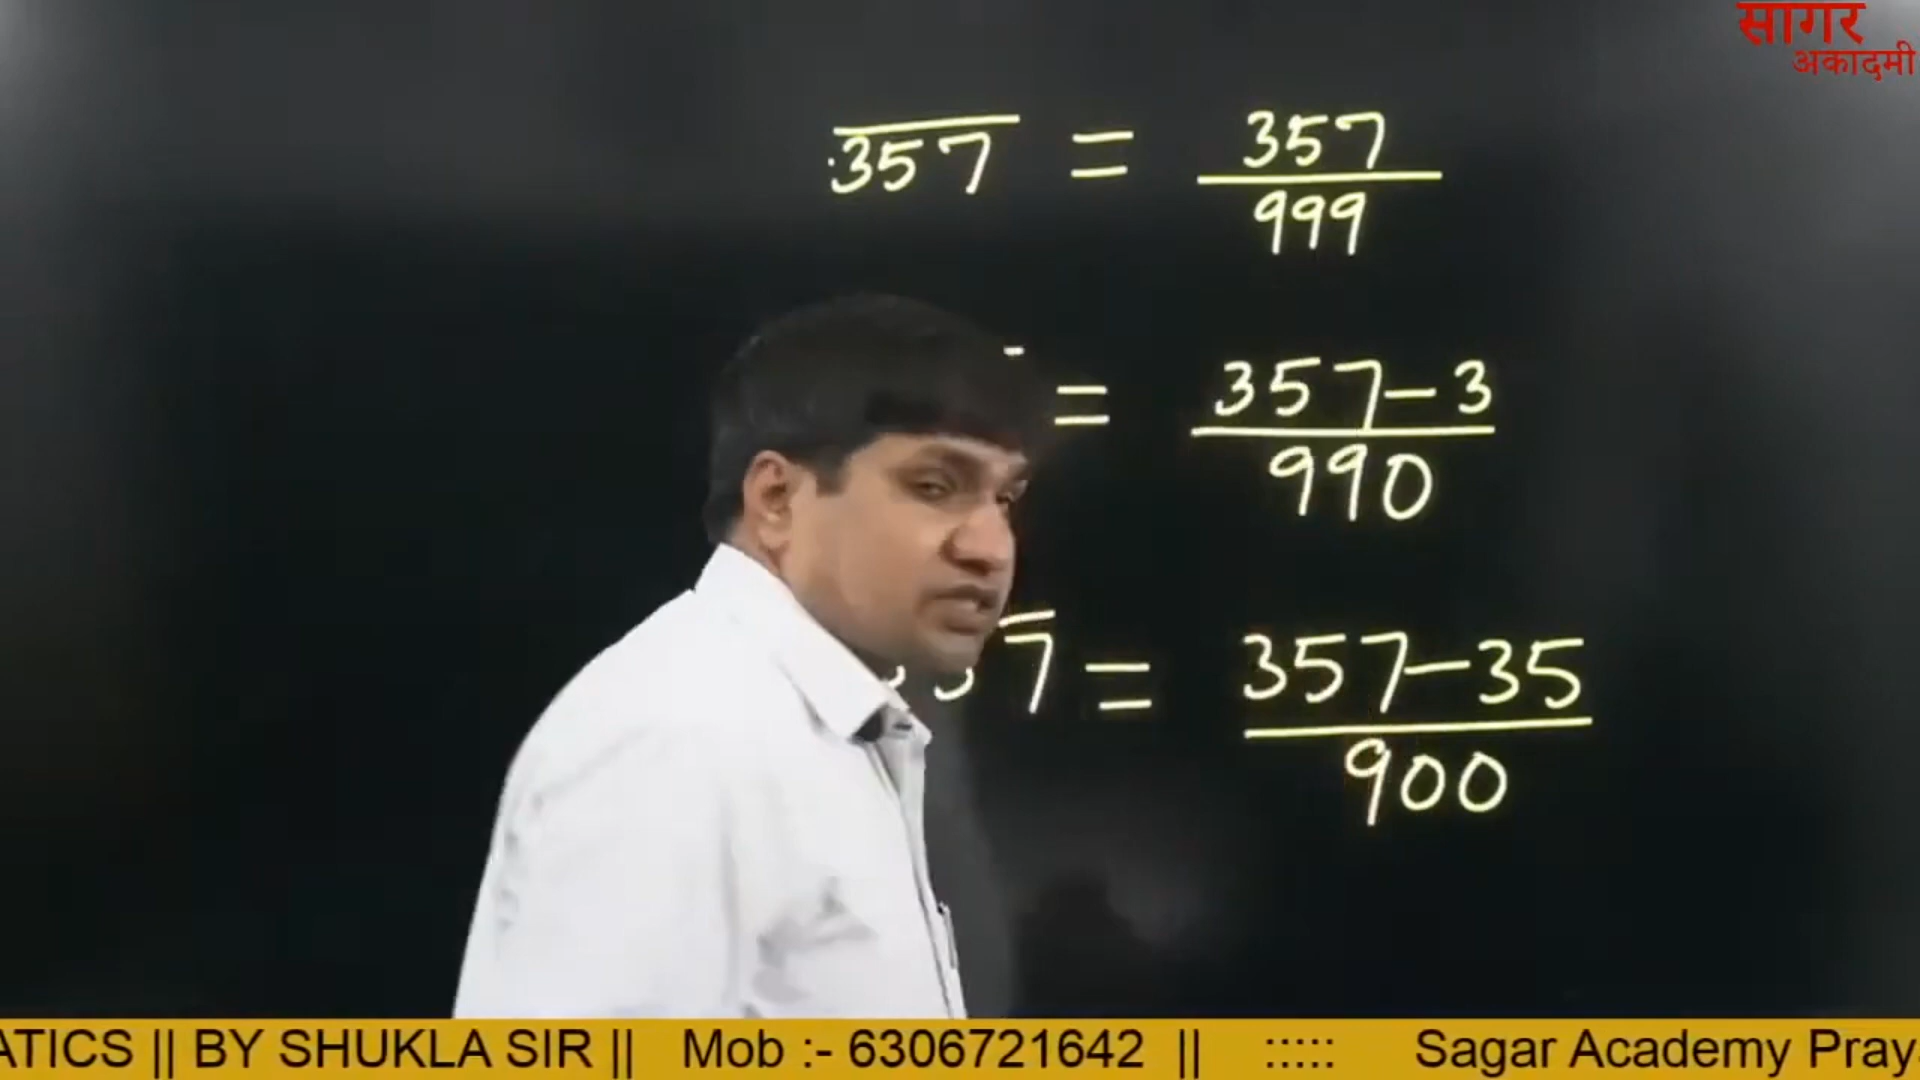 सागर
अकादमी
.357 = 357
999
= 357-3
990
7 = 357-35
900
ATICS || BY SHUKLA SIR || Mob :- 6306721642 || ::::: Sagar Academy Pray